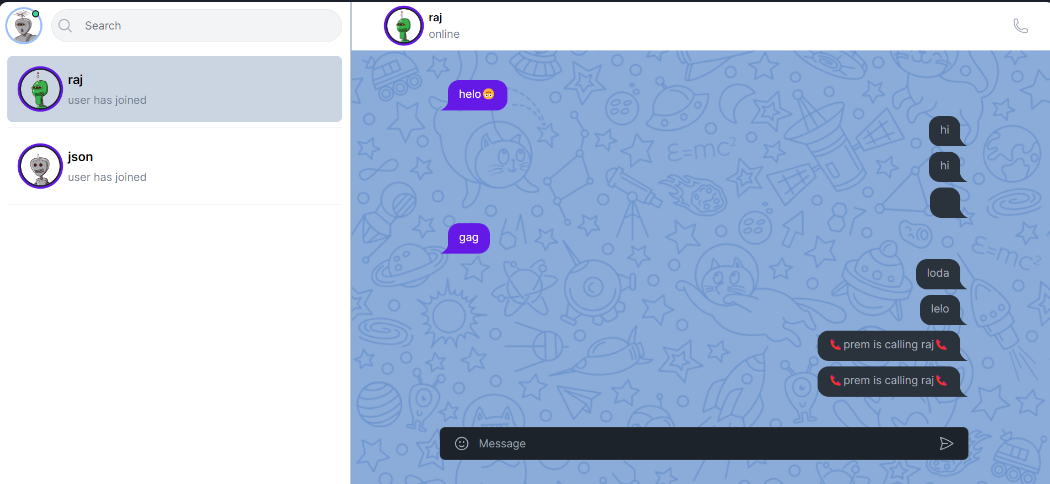 Search
raj
user has joined
json
user has joined
raj
online
helo🙃
hi
hi
gag
loda
lelo
📞prem is calling raj📞
📞prem is calling raj📞
Message
E=mc²
E=mc²